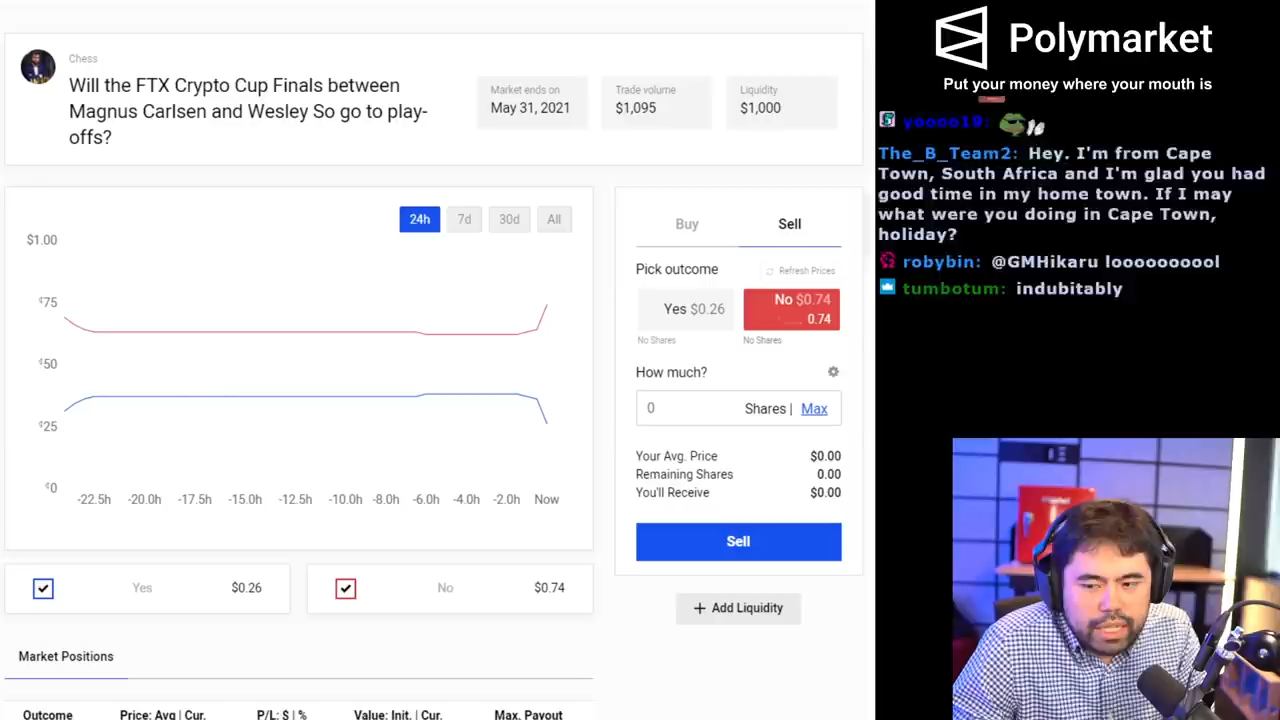 Chess
Will the FTX Crypto Cup Finals between
Magnus Carlsen and Wesley So go to play-
offs?
Market ends on
May 31, 2021
Trade volume
$1,095
Liquidity
$1,000
24h
7d
30d
All
$1.00
¢75
¢50
¢25
¢0
-22.5h
-20.0h
-17.5h
-15.0h
-12.5h
-10.0h
-8.0h
-6.0h
-4.0h
-2.0h
Now
Yes
$0.26
No
$0.74
Market Positions
Outcome
Price: Avg | Cur.
P/L: $ | %
Value: Init. | Cur.
Max. Payout
Buy
Sell
Pick outcome
Refresh Prices
Yes $0.26
No $0.74
0.74
No Shares
No Shares
How much?
0
Shares |
Max
Your Avg. Price
$0.00
Remaining Shares
0.00
You'll Receive
$0.00
Sell
+ Add Liquidity
Polymarket
Put your money where your mouth is
yoooo19:
The_B_Team2: Hey. I'm from Cape
Town, South Africa and I'm glad you had
good time in my home town. If I may
what were you doing in Cape Town,
holiday?
robybin: @GMHikaru looooooool
tumbotum: indubitably